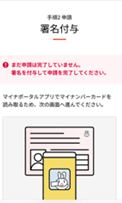 手順2 申請
署名付与
まだ申請は完了していません。
署名を付与して申請を完了してください。
マイナポータルアプリでマイナンバーカードを
読み取るため、次の画面へ進んでください。